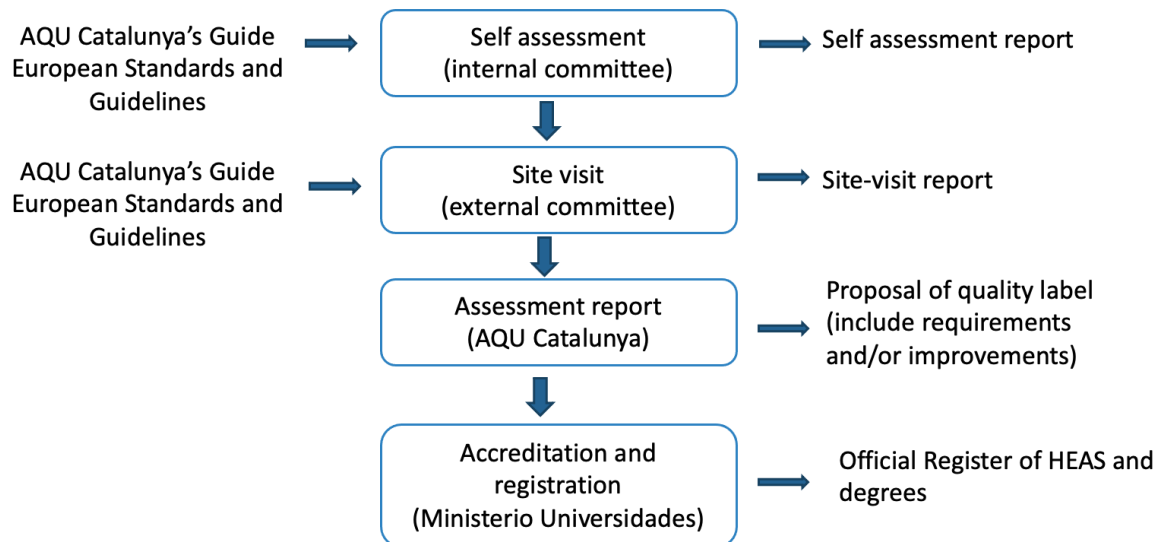 AQU Catalunya's Guide
European Standards and
Guidelines
Self assessment
(internal committee)
Self assessment report
AQU Catalunya's Guide
European Standards and
Guidelines
Site visit
(external committee)
Site-visit report
Assessment report
(AQU Catalunya)
Proposal of quality label
(include requirements
and/or improvements)
Accreditation and
registration
(Ministerio Universidades)
Official Register of HEAS and
degrees